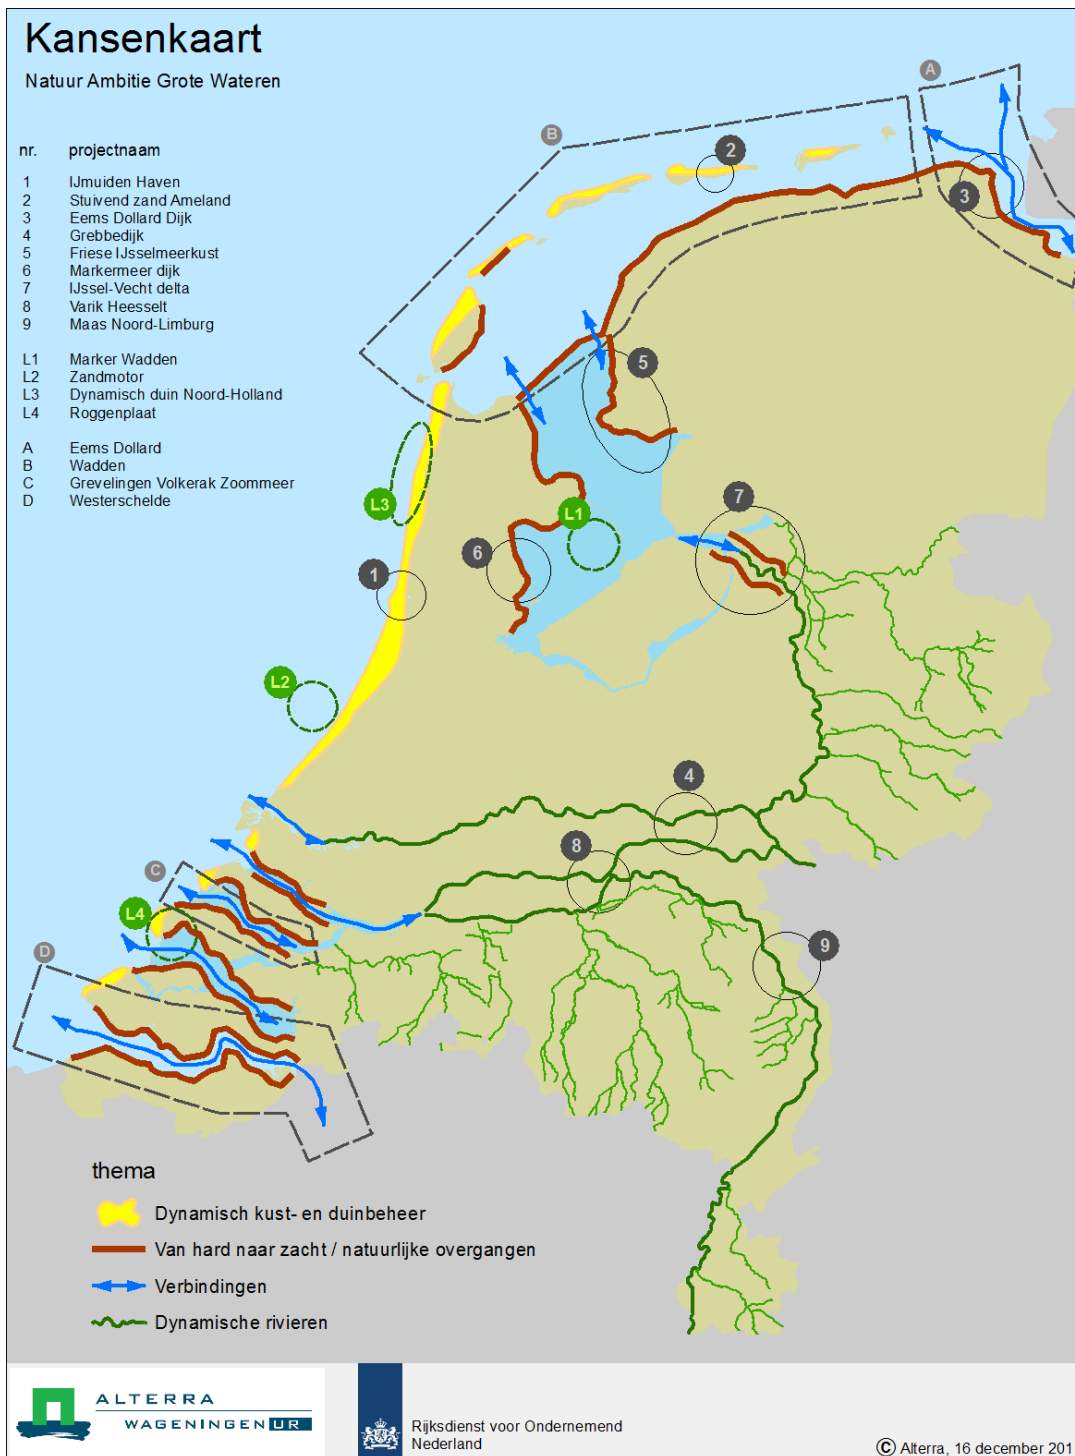 Kansenkaart
Natuur Ambitie Grote Wateren
nr. projectnaam
1 IJmuiden Haven
2 Stuivend zand Ameland
3 Eems Dollard Dijk
4 Grebbedijk
5 Friese IJsselmeerkust
6 Markermeer dijk
7 IJssel-Vecht delta
8 Varik Heesselt
9 Maas Noord-Limburg
L1 Marker Wadden
L2 Zandmotor
L3 Dynamisch duin Noord-Holland
L4 Roggenplaat
A Eems Dollard
B Wadden
C Grevelingen Volkerak Zoommeer
D Westerschelde
A
B
2
3
5
L3
L1
7
6
1
L2
4
8
C
L4
9
D
thema
Dynamisch kust- en duinbeheer
Van hard naar zacht / natuurlijke overgangen
Verbindingen
Dynamische rivieren
ALTERRA
WAGENINGEN UR
Rijksdienst voor Ondernemend
Nederland
© Alterra, 16 december 201